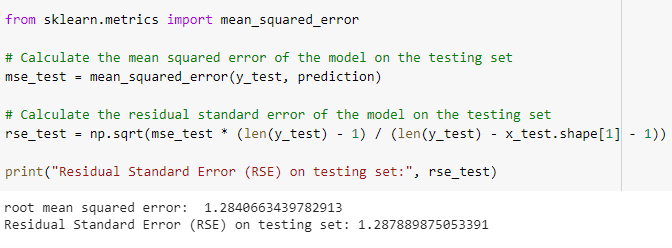 from sklearn.metrics import mean_squared_error
# Calculate the mean squared error of the model on the testing set
mse_test = mean_squared_error(y_test, prediction)
# Calculate the residual standard error of the model on the testing set
rse_test = np.sqrt(mse_test * (len(y_test) - 1) / (len(y_test) - x_test.shape[1] - 1))
print("Residual Standard Error (RSE) on testing set:", rse_test)
root mean squared error:  1.2840663439782913
Residual Standard Error (RSE) on testing set: 1.287889875053391